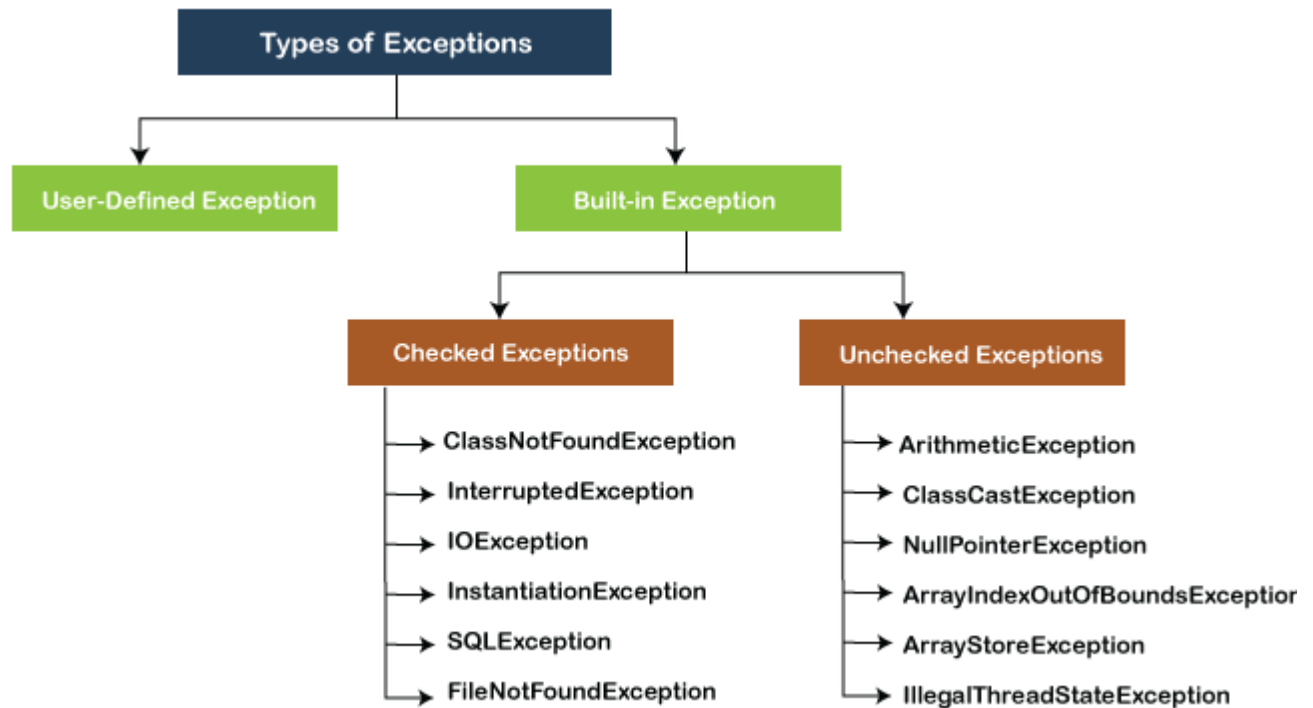 Types of Exceptions
User-Defined Exception
Built-in Exception
Checked Exceptions
ClassNotFoundException
InterruptedException
IOException
InstantiationException
SQLException
FileNotFoundException
Unchecked Exceptions
ArithmeticException
ClassCastException
NullPointerException
ArrayIndexOutOfBoundsException
ArrayStoreException
IllegalThreadStateException